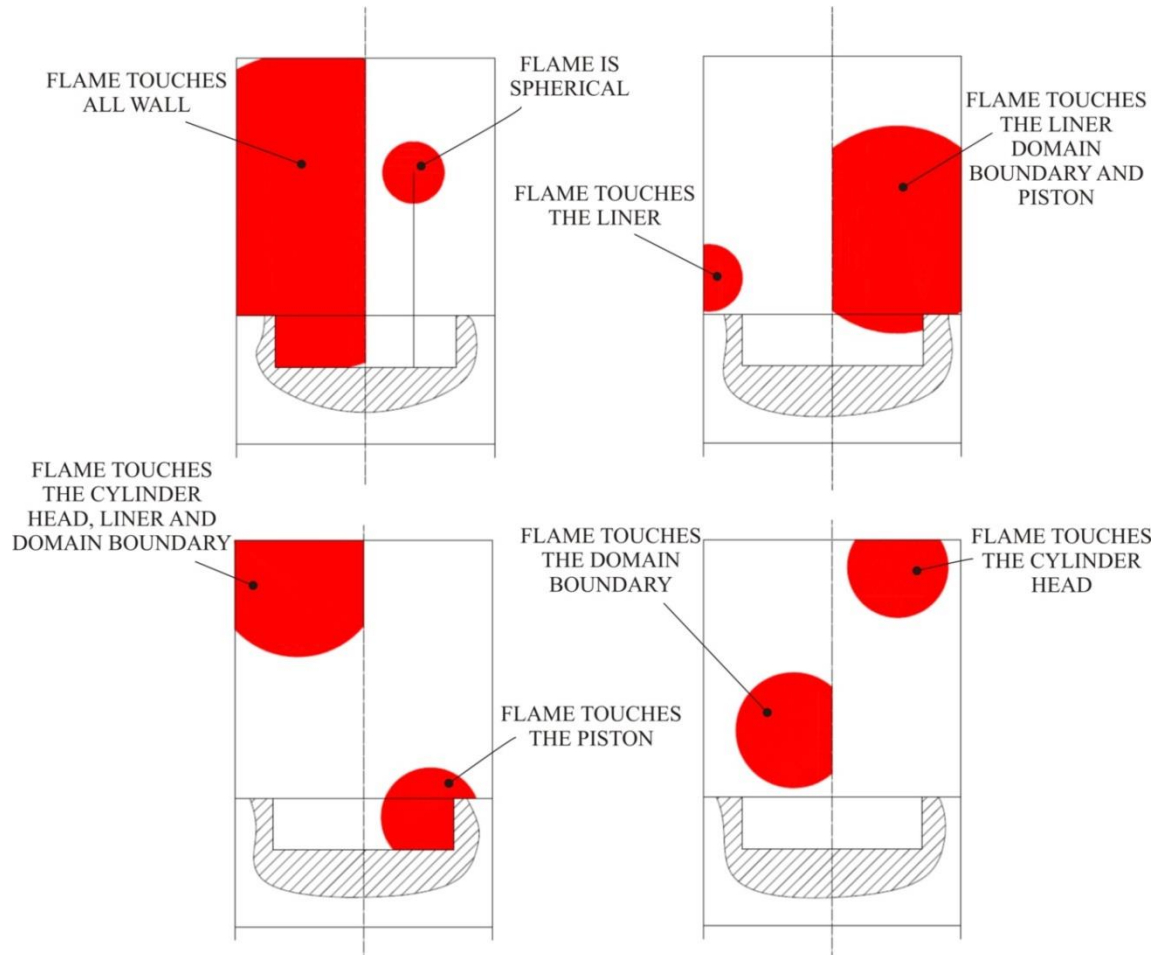 FLAME TOUCHES
ALL WALL
FLAME IS
SPHERICAL
FLAME TOUCHES
THE LINER
FLAME TOUCHES
THE LINER
DOMAIN
BOUNDARY AND
PISTON
FLAME TOUCHES
THE CYLINDER
HEAD, LINER AND
DOMAIN BOUNDARY
FLAME TOUCHES
THE PISTON
FLAME TOUCHES
THE DOMAIN
BOUNDARY
FLAME TOUCHES
THE CYLINDER
HEAD